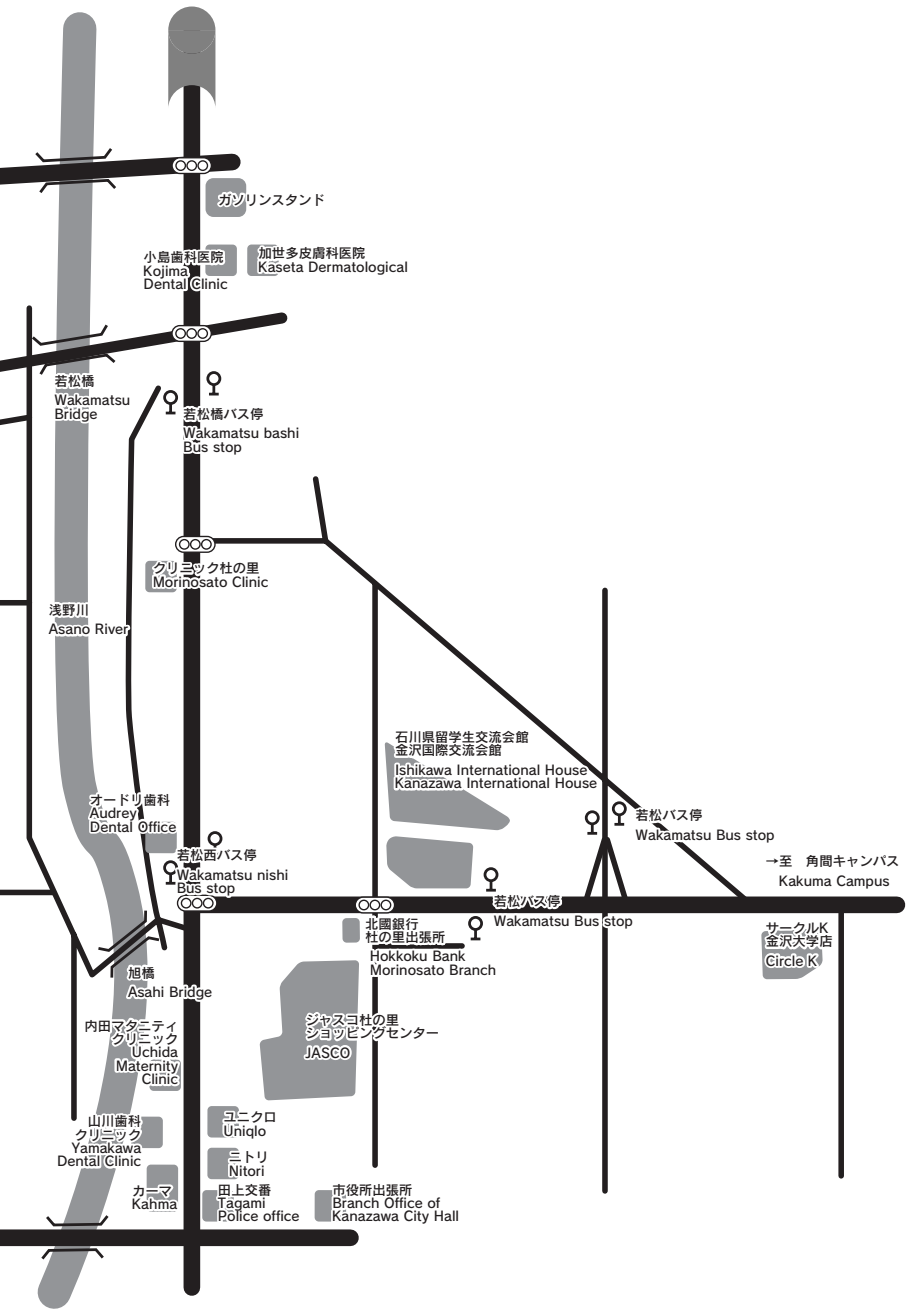 ガソリンスタンド
小島歯科医院
Kojima
Dental Clinic
加世多皮膚科医院
Kaseta Dermatological
若松橋
Wakamatsu
Bridge
若松橋バス停
Wakamatsu bashi
Bus stop
クリニック杜の里
Morinosato Clinic
浅野川
Asano River
石川県留学生交流会館
金沢国際交流会館
Ishikawa International House
Kanazawa International House
オードリ歯科
Audrey
Dental Office
若松バス停
Wakamatsu Bus stop
若松西バス停
Wakamatsu nishi
Bus stop
→至　角間キャンパス
Kakuma Campus
若松バス停
Wakamatsu Bus stop
北國銀行
杜の里出張所
Hokkoku Bank
Morinosato Branch
サークルK
金沢大学店
Circle K
旭橋
Asahi Bridge
内田マタニティ
クリニック
Uchida
Maternity
Clinic
ジャスコ杜の里
ショッピングセンター
JASCO
山川歯科
クリニック
Yamakawa
Dental Clinic
ユニクロ
Uniqlo
ニトリ
Nitori
カーマ
Kahma
田上交番
Tagami
Police office
市役所出張所
Branch Office of
Kanazawa City Hall